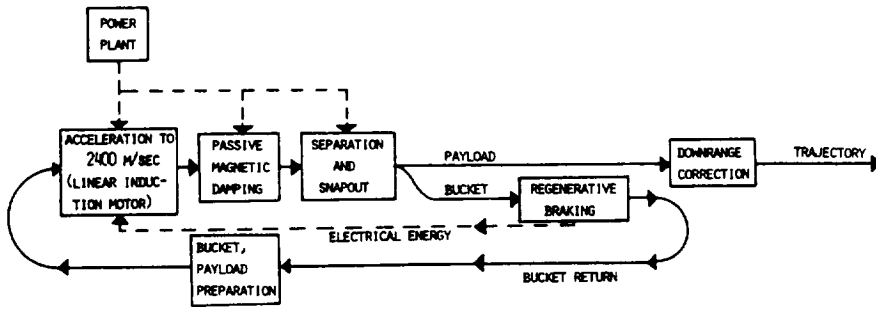 POWER
PLANT
ACCELERATION TO
2400 M/SEC
(LINEAR INDUC-
TION MOTOR)
PASSIVE
MAGNETIC
DAMPING
SEPARATION
AND
SNAPOUT
PAYLOAD
BUCKET
REGENERATIVE
BRAKING
DOWNRANGE
CORRECTION
TRAJECTORY
ELECTRICAL ENERGY
BUCKET,
PAYLOAD
PREPARATION
BUCKET RETURN